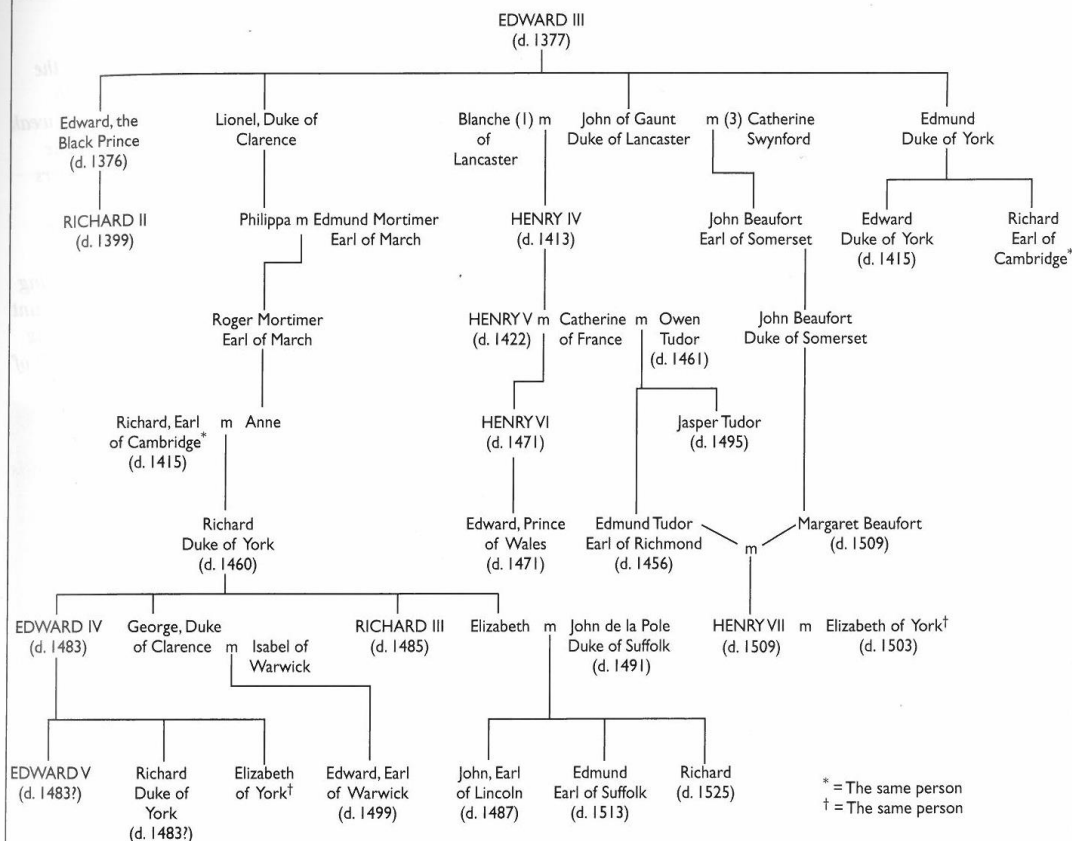 EDWARD III
(d. 1377)
the
weak
Edward, the
Black Prince
(d. 1376)
Lionel, Duke of
Clarence
Blanche (1) m
of
Lancaster
John of Gaunt
Duke of Lancaster
m (3) Catherine
Swynford
Edmund
Duke of York
RICHARD II
(d. 1399)
Philippa m Edmund Mortimer
Earl of March
HENRY IV
(d. 1413)
John Beaufort
Earl of Somerset
Edward
Duke of York
(d. 1415)
Richard
Earl of
Cambridge*
Roger Mortimer
Earl of March
HENRY V m Catherine m Owen
(d. 1422) of France Tudor
(d. 1461)
John Beaufort
Duke of Somerset
of
Richard, Earl m Anne
of Cambridge*
(d. 1415)
HENRY VI
(d. 1471)
Jasper Tudor
(d. 1495)
Richard
Duke of York
(d. 1460)
Edward, Prince
of Wales
(d. 1471)
Edmund Tudor
Earl of Richmond
(d. 1456)
m
Margaret Beaufort
(d. 1509)
EDWARD IV
(d. 1483)
George, Duke
of Clarence m Isabel of
Warwick
RICHARD III
(d. 1485)
Elizabeth m John de la Pole
Duke of Suffolk
(d. 1491)
HENRY VII m Elizabeth of York†
(d. 1509) (d. 1503)
EDWARD V
(d. 1483?)
Richard
Duke of
York
(d. 1483?)
Elizabeth
of York†
Edward, Earl
of Warwick
(d. 1499)
John, Earl
of Lincoln
(d. 1487)
Edmund
Earl of Suffolk
(d. 1513)
Richard
(d. 1525)
* = The same person
† = The same person